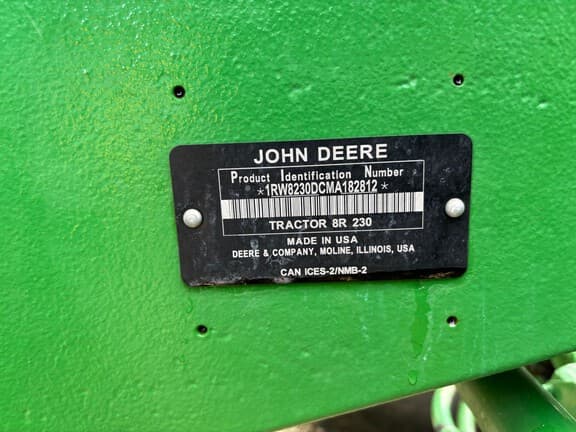 JOHN DEERE
Product Identification Number
*1RW8230DCMA182812*
TRACTOR 8R 230
MADE IN USA
DEERE & COMPANY, MOLINE, ILLINOIS, USA
CAN ICES-2/NMB-2